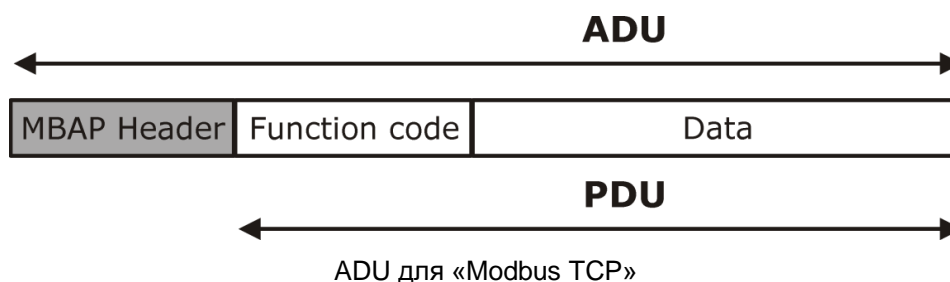 ADU
MBAP Header Function code Data
PDU
ADU для «Modbus TCP»